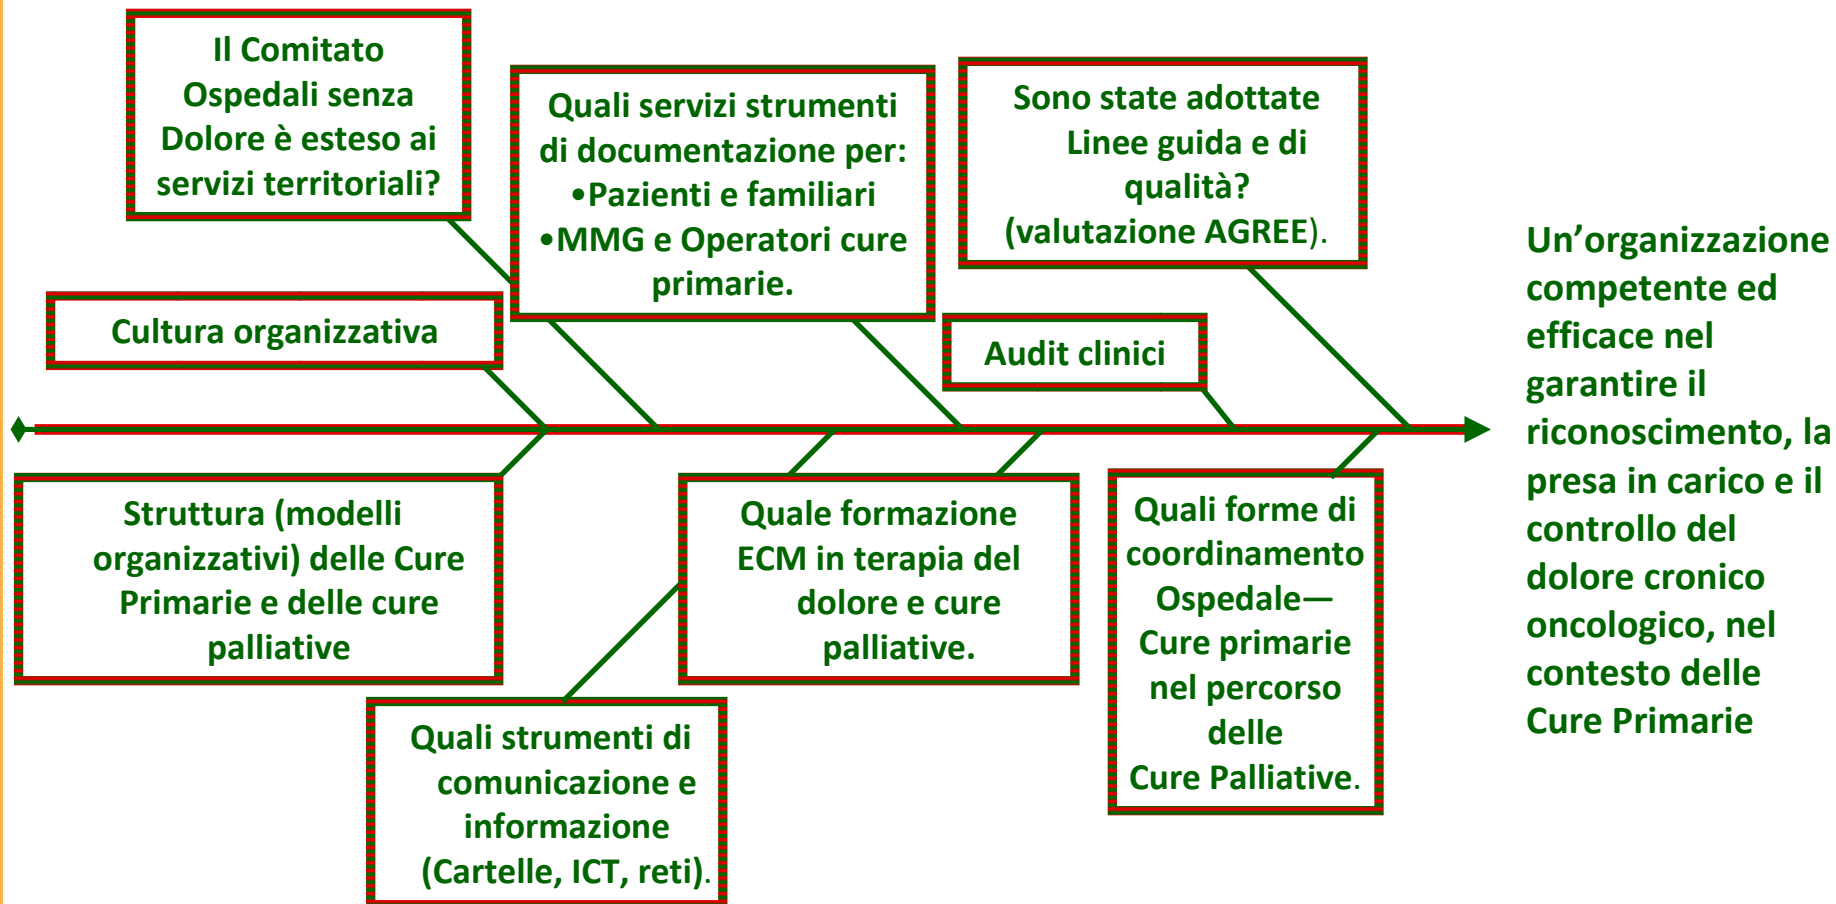 Il Comitato
Ospedali senza
Dolore è esteso ai
servizi territoriali?
Quali servizi strumenti
di documentazione per:
•Pazienti e familiari
•MMG e Operatori cure
primarie.
Sono state adottate
Linee guida e di
qualità?
(valutazione AGREE).
Cultura organizzativa
Audit clinici
Struttura (modelli
organizzativi) delle Cure
Primarie e delle cure
palliative
Quale formazione
ECM in terapia del
dolore e cure
palliative.
Quali forme di
coordinamento
Ospedale—
Cure primarie
nel percorso
delle
Cure Palliative.
Quali strumenti di
comunicazione e
informazione
(Cartelle, ICT, reti).
Un’organizzazione
competente ed
efficace nel
garantire il
riconoscimento, la
presa in carico e il
controllo del
dolore cronico
oncologico, nel
contesto delle
Cure Primarie